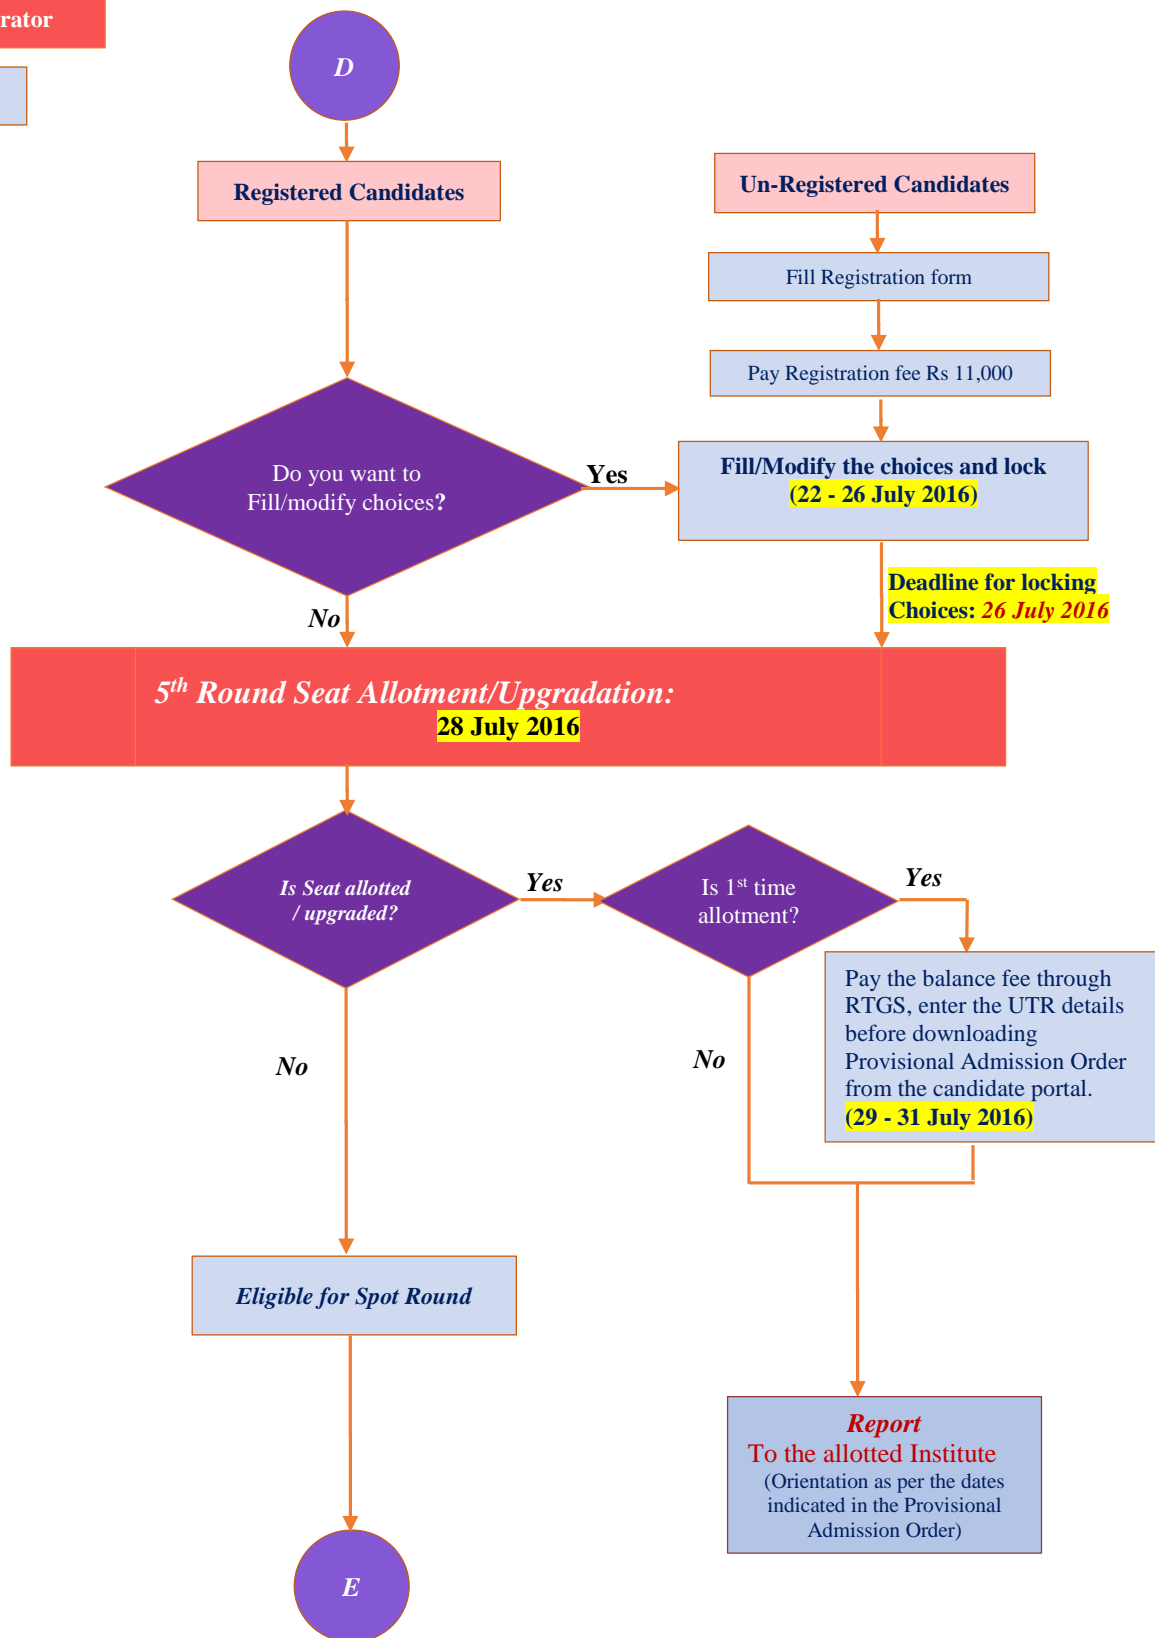 rator
D
Registered Candidates
Un-Registered Candidates
Fill Registration form
Pay Registration fee Rs 11,000
Do you want to
Fill/modify choices?
Yes
Fill/Modify the choices and lock
(22 - 26 July 2016)
Deadline for locking
Choices: 26 July 2016
No
5th Round Seat Allotment/Upgradation:
28 July 2016
Is Seat allotted
/ upgraded?
Yes
Is 1st time
allotment?
Yes
Pay the balance fee through
RTGS, enter the UTR details
before downloading
Provisional Admission Order
from the candidate portal.
(29 - 31 July 2016)
No
No
Eligible for Spot Round
Report
To the allotted Institute
(Orientation as per the dates
indicated in the Provisional
Admission Order)
E